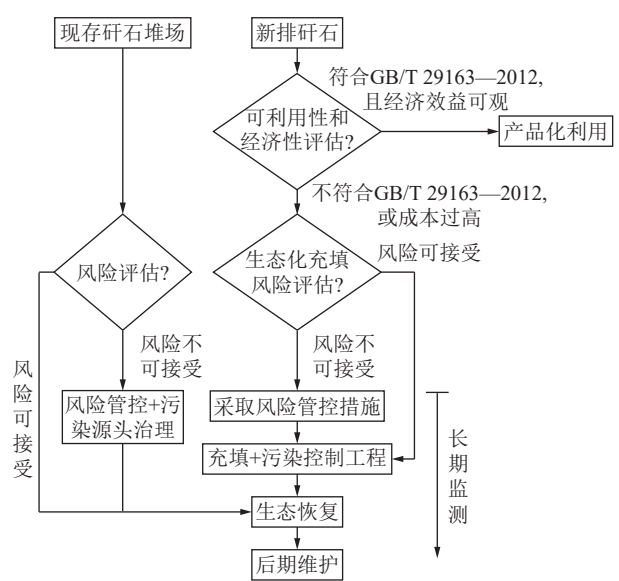 现存矸石堆场
新排矸石
符合GB/T 29163—2012,
且经济效益可观
可利用性和
经济性评估?
产品化利用
不符合GB/T 29163—2012,
或成本过高
风险评估?
生态化充填
风险评估?
风险可接受
风险可接受
风险不
可接受
风险不
可接受
风险管控+污
染源头治理
采取风险管控措施
充填+污染控制工程
长期监测
生态恢复
后期维护